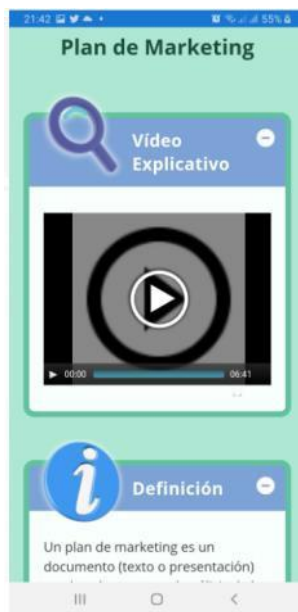 21:42
55%
Plan de Marketing
Vídeo
Explicativo
00:00
06:41
Definición
Un plan de marketing es un
documento (texto o presentación)